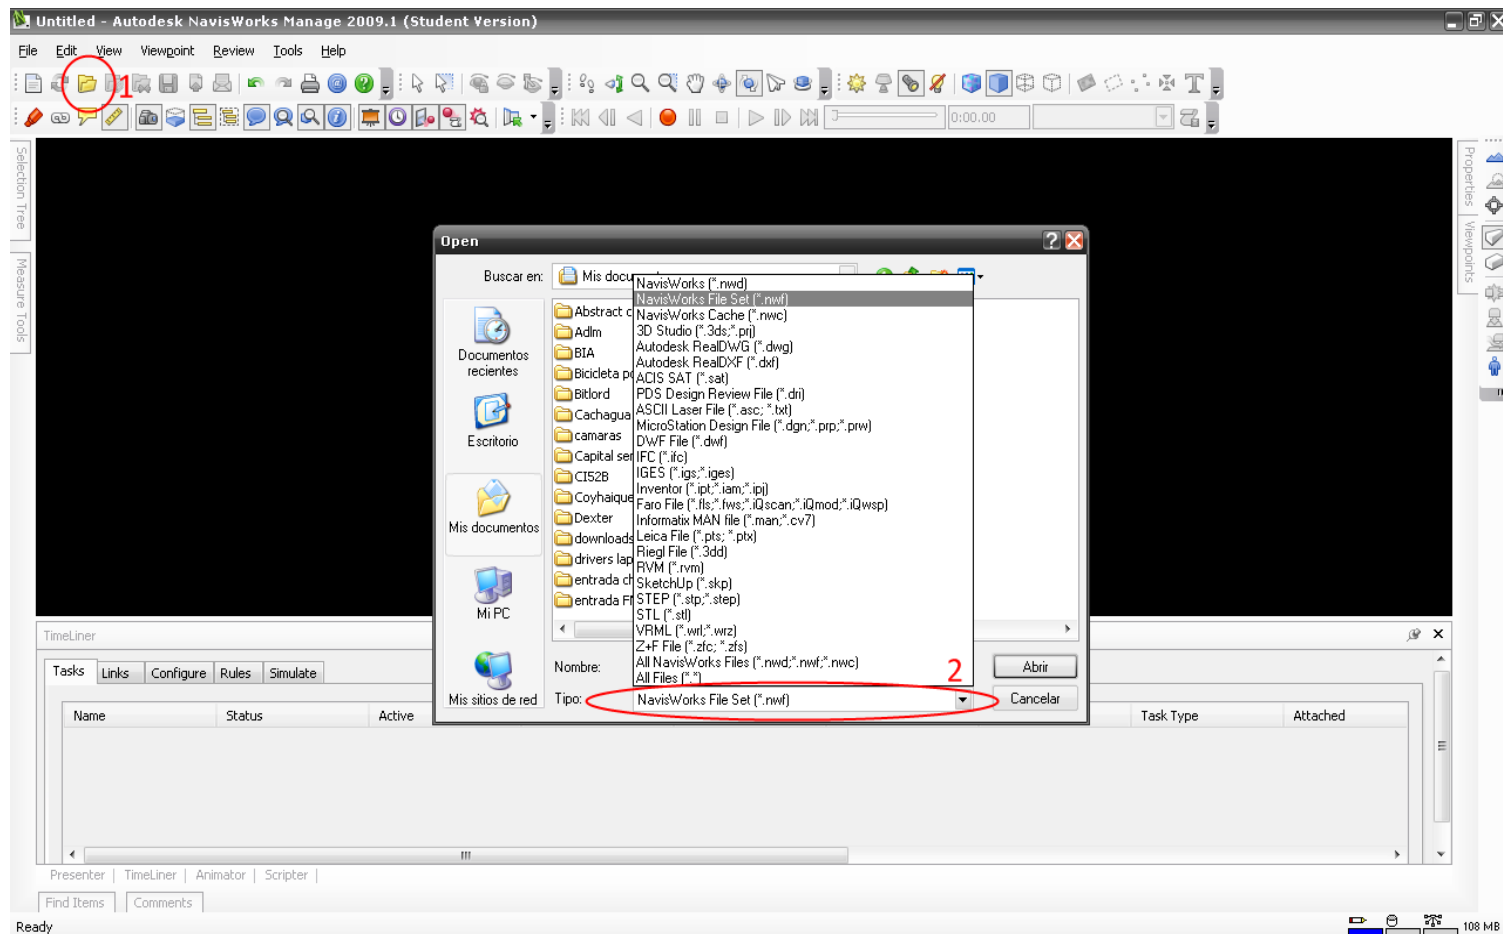 Untitled - Autodesk NavisWorks Manage 2009.1 (Student Version)
File Edit View Viewpoint Review Tools Help
1
0:00.00
Selection Tree
Measure Tools
Properties
Viewpoints
Open
Buscar en: Mis docu
Documentos recientes
Escritorio
Mis documentos
Mi PC
Mis sitios de red
Abstract c
Adlm
BIA
Bicicleta p
Bitlord
Cachagua
camaras
Capital ser
CI52B
Coyhaique
Dexter
downloads
drivers lap
entrada ch
entrada F
NavisWorks (*.nwd)
NavisWorks File Set (*.nwf)
NavisWorks Cache (*.nwc)
3D Studio (*.3ds;*.prj)
Autodesk RealDWG (*.dwg)
Autodesk RealDXF (*.dxf)
ACIS SAT (*.sat)
PDS Design Review File (*.dri)
ASCII Laser File (*.asc; *.txt)
MicroStation Design File (*.dgn;*.prp;*.prw)
DWF File (*.dwf)
IFC (*.ifc)
IGES (*.igs;*.iges)
Inventor (*.ipt;*.iam;*.ipj)
Faro File (*.fls;*.fws;*.iQscan;*.iQmod;*.iQwsp)
Informatix MAN file (*.man;*.cv7)
Leica File (*.pts; *.ptx)
Riegl File (*.3dd)
RVM (*.rvm)
SketchUp (*.skp)
STEP (*.stp;*.step)
STL (*.stl)
VRML (*.wrl;*.wrz)
Z+F File (*.zfc; *.zfs)
All NavisWorks Files (*.nwd;*.nwf;*.nwc)
All Files (*.*)
2
Nombre: Abrir
Tipo: NavisWorks File Set (*.nwf) Cancelar
TimeLiner
Tasks Links Configure Rules Simulate
Name Status Active Task Type Attached
Presenter | TimeLiner | Animator | Scripter |
Find Items Comments
Ready 108 MB